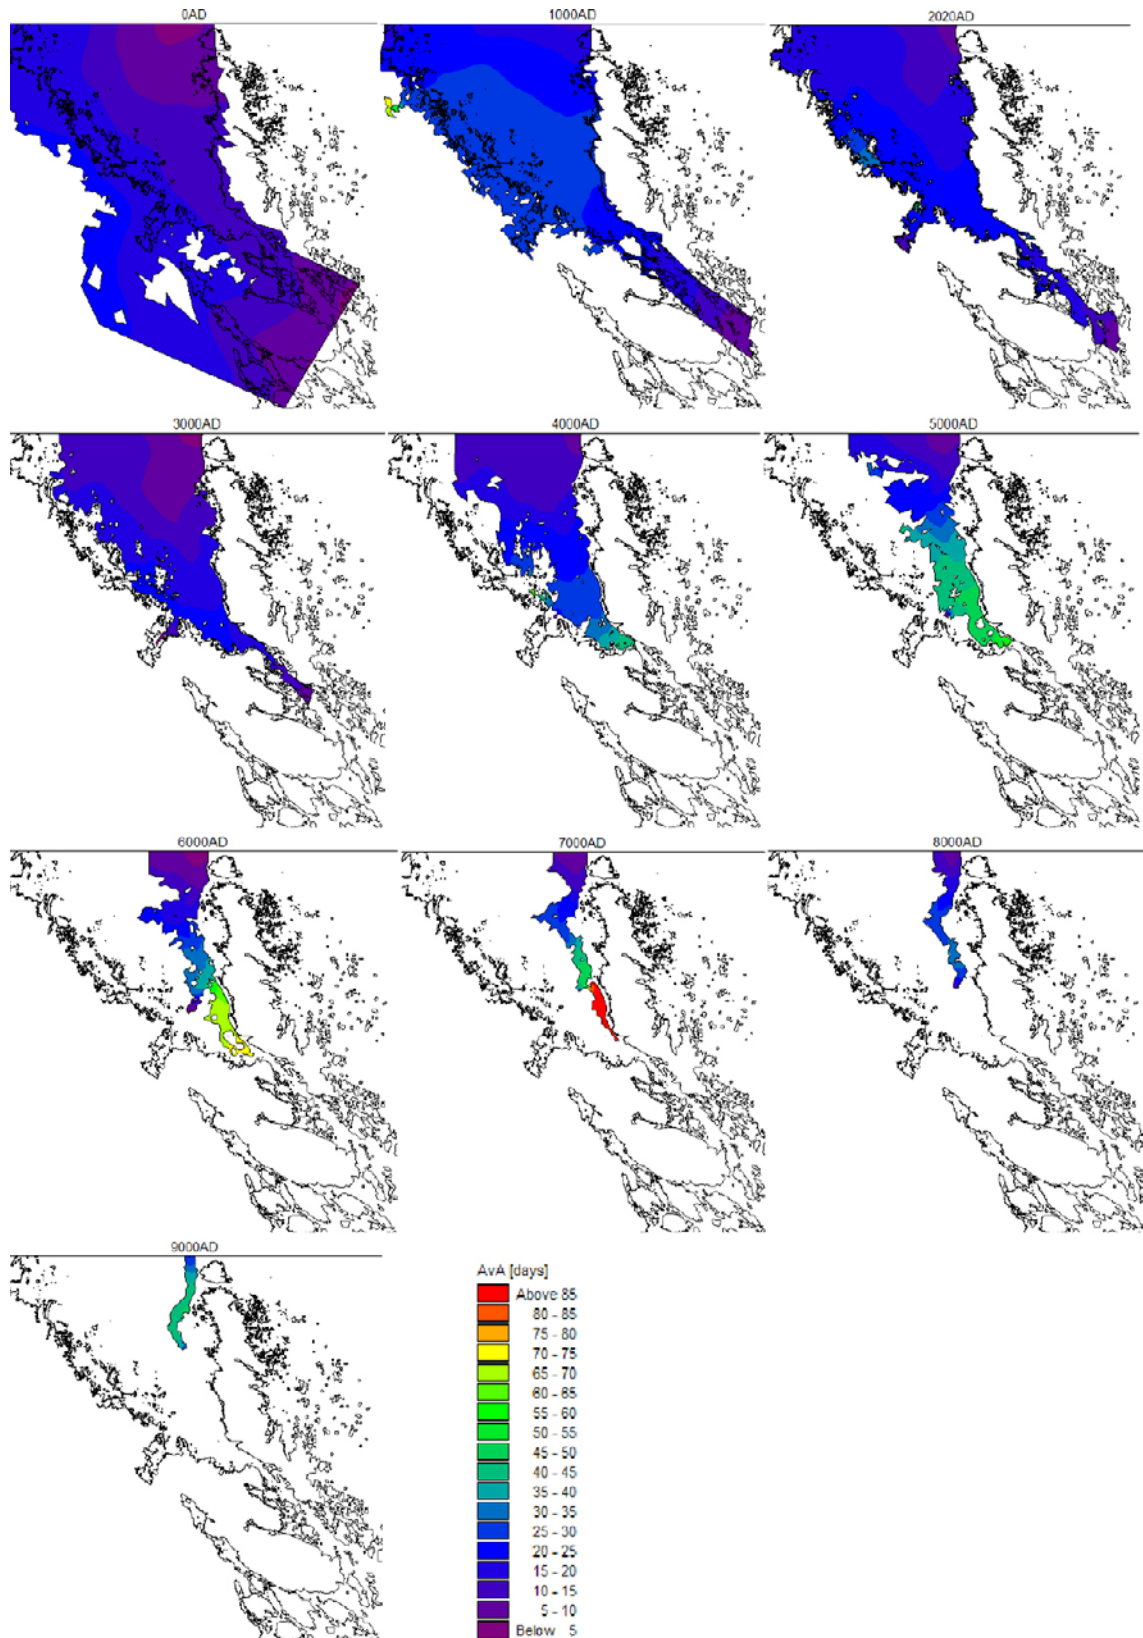 0AD
1000AD
2020AD
3000AD
4000AD
5000AD
6000AD
7000AD
8000AD
9000AD
AvA [days]
Above 85
80 - 85
75 - 80
70 - 75
65 - 70
60 - 65
55 - 60
50 - 55
45 - 50
40 - 45
35 - 40
30 - 35
25 - 30
20 - 25
15 - 20
10 - 15
5 - 10
Below 5